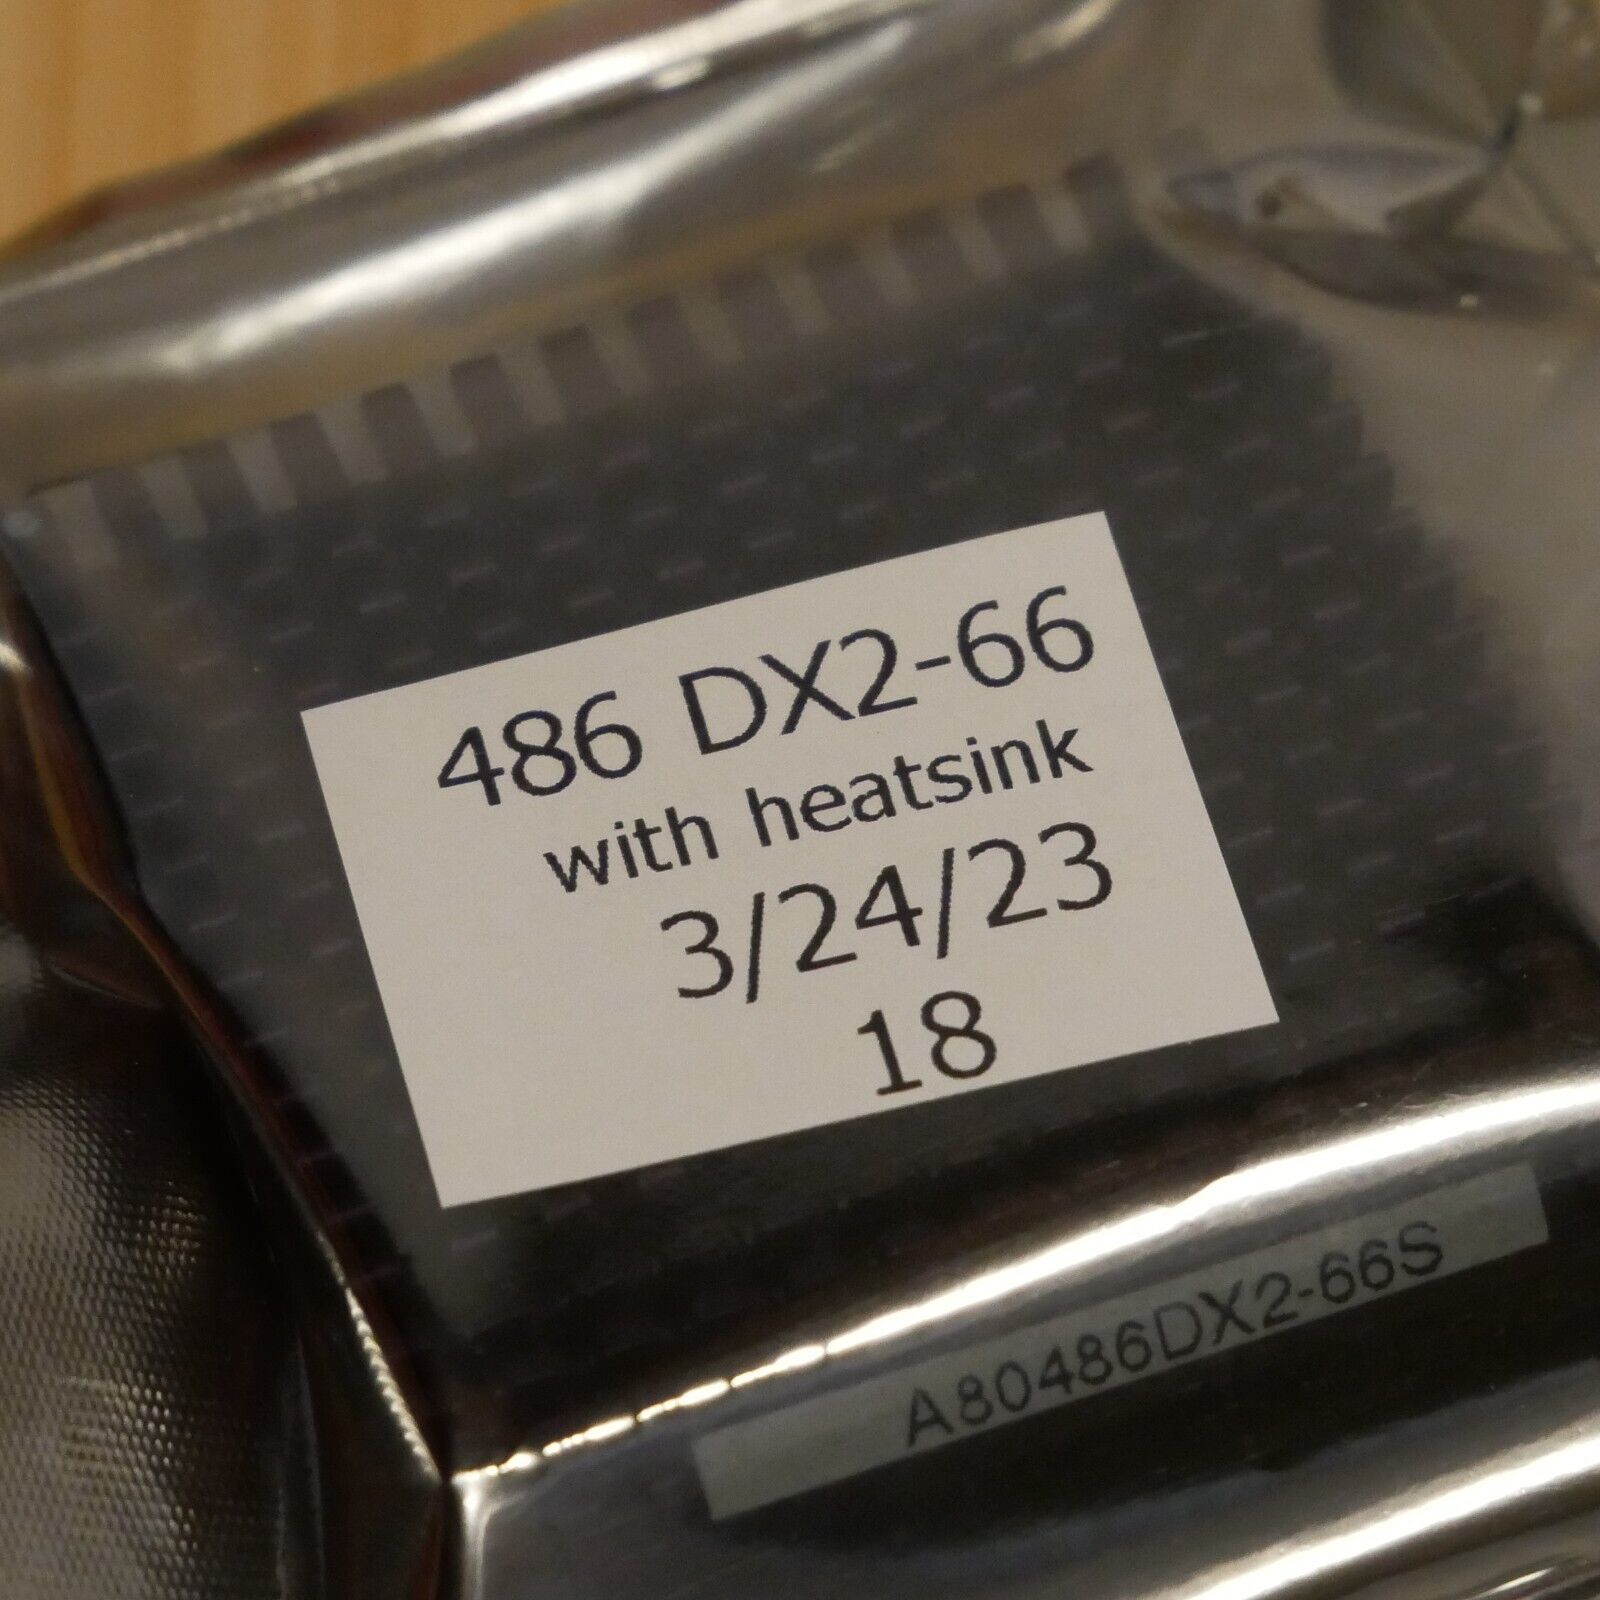 486 DX2-66
with heatsink
3/24/23
18
A80486DX2-66S